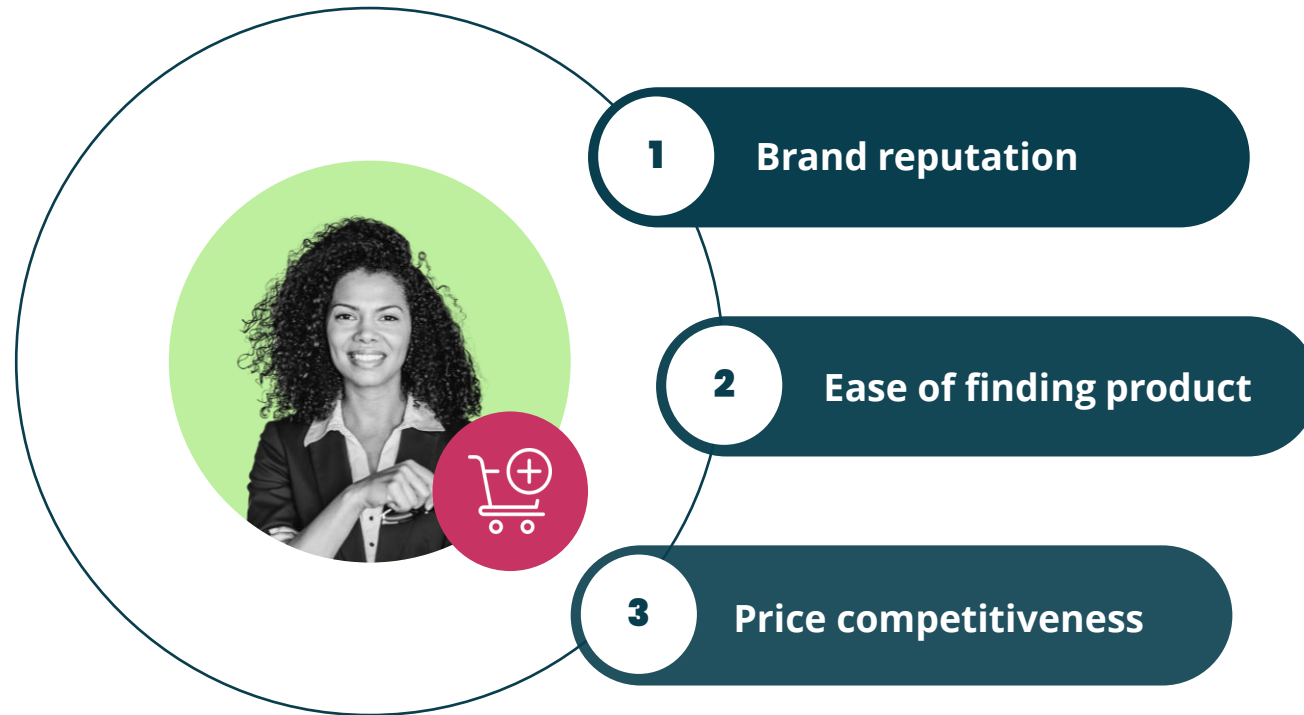 1 Brand reputation
2 Ease of finding product
3 Price competitiveness